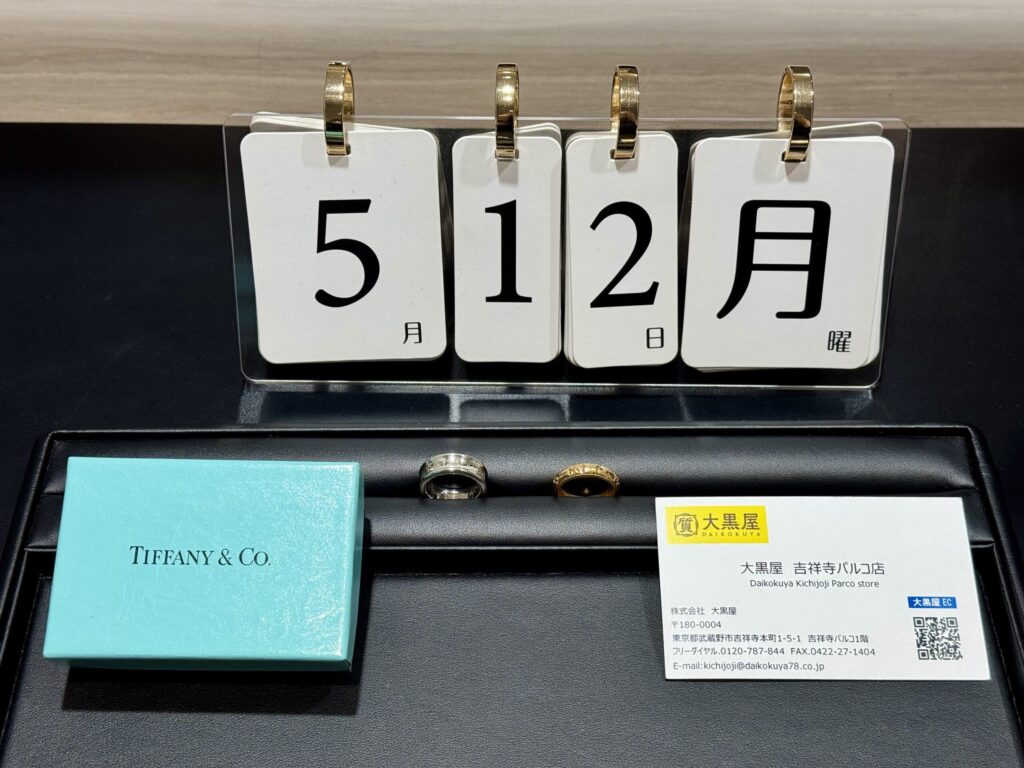 5
月
1
2
日
月
曜
TIFFANY & CO.
質 大黒屋
DAIKOKUYA
大黒屋 吉祥寺パルコ店
Daikokuya Kichijoji Parco store
大黒屋 EC
株式会社 大黒屋
〒180-0004
東京都武蔵野市吉祥寺本町1-5-1 吉祥寺パルコ1階
フリーダイヤル.0120-787-844 FAX.0422-27-1404
E-mail:kichijoji@daikokuya78.co.jp